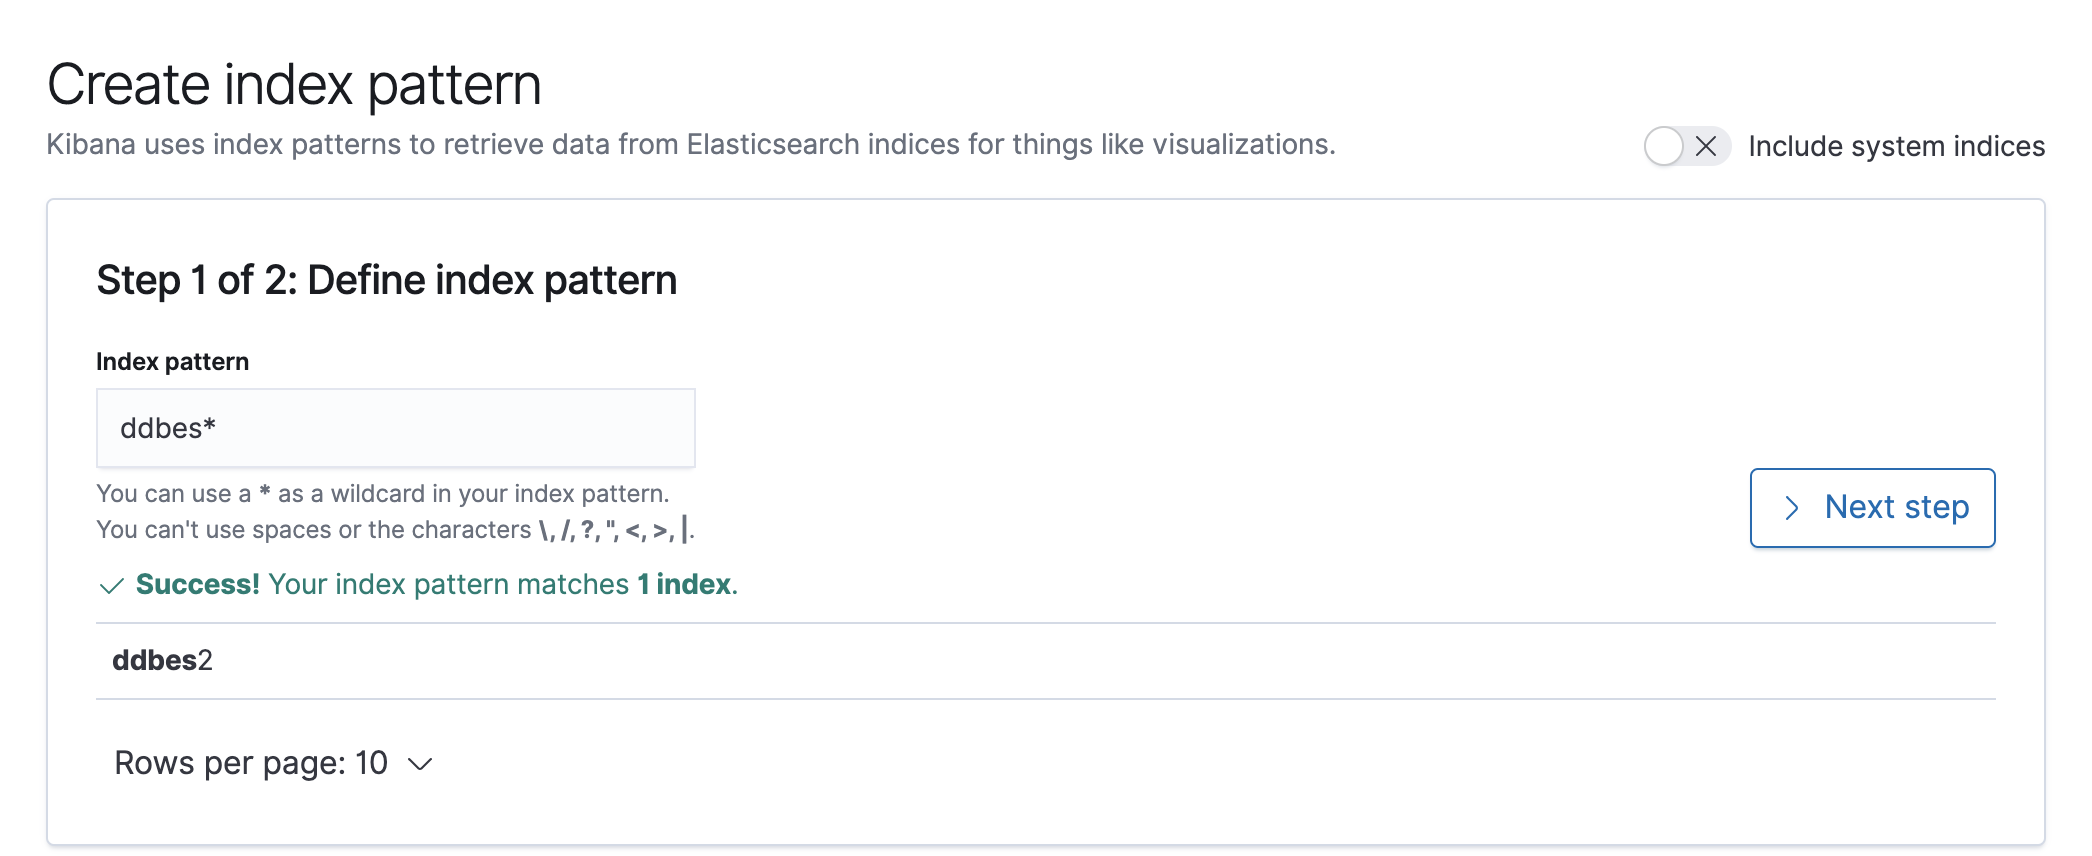 Create index pattern
Kibana uses index patterns to retrieve data from Elasticsearch indices for things like visualizations.
Include system indices
Step 1 of 2: Define index pattern
Index pattern
ddbes*
You can use a * as a wildcard in your index pattern.
You can't use spaces or the characters \, /, ?, ", <, >, |.
Next step
Success! Your index pattern matches 1 index.
ddbes2
Rows per page: 10